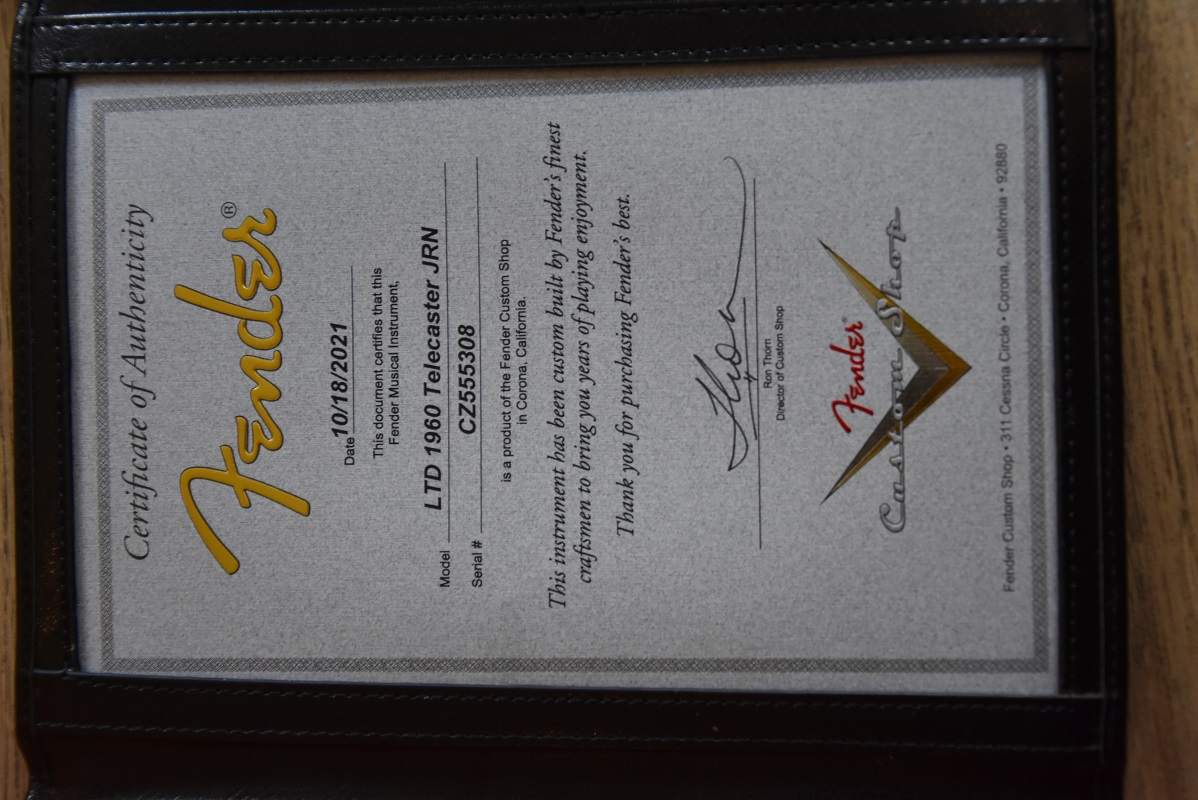 Certificate of Authenticity
Fender®
Date 10/18/2021
This document certifies that this
Fender Musical Instrument,
Model LTD 1960 Telecaster JRN
Serial # CZ555308
is a product of the Fender Custom Shop
in Corona, California.
This instrument has been custom built by Fender's finest
craftsmen to bring you years of playing enjoyment.
Thank you for purchasing Fender's best.
Ron Thorn
Director of Custom Shop
Fender®
Custom Shop
Fender Custom Shop • 311 Cessna Circle • Corona, California • 92880